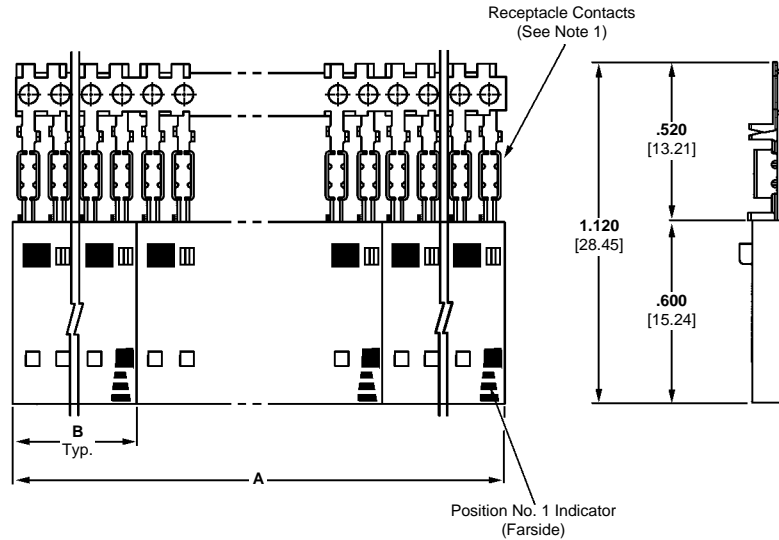 Receptacle Contacts
(See Note 1)
.520
[13.21]
1.120
[28.45]
.600
[15.24]
B
Typ.
A
Position No. 1 Indicator
(Farside)